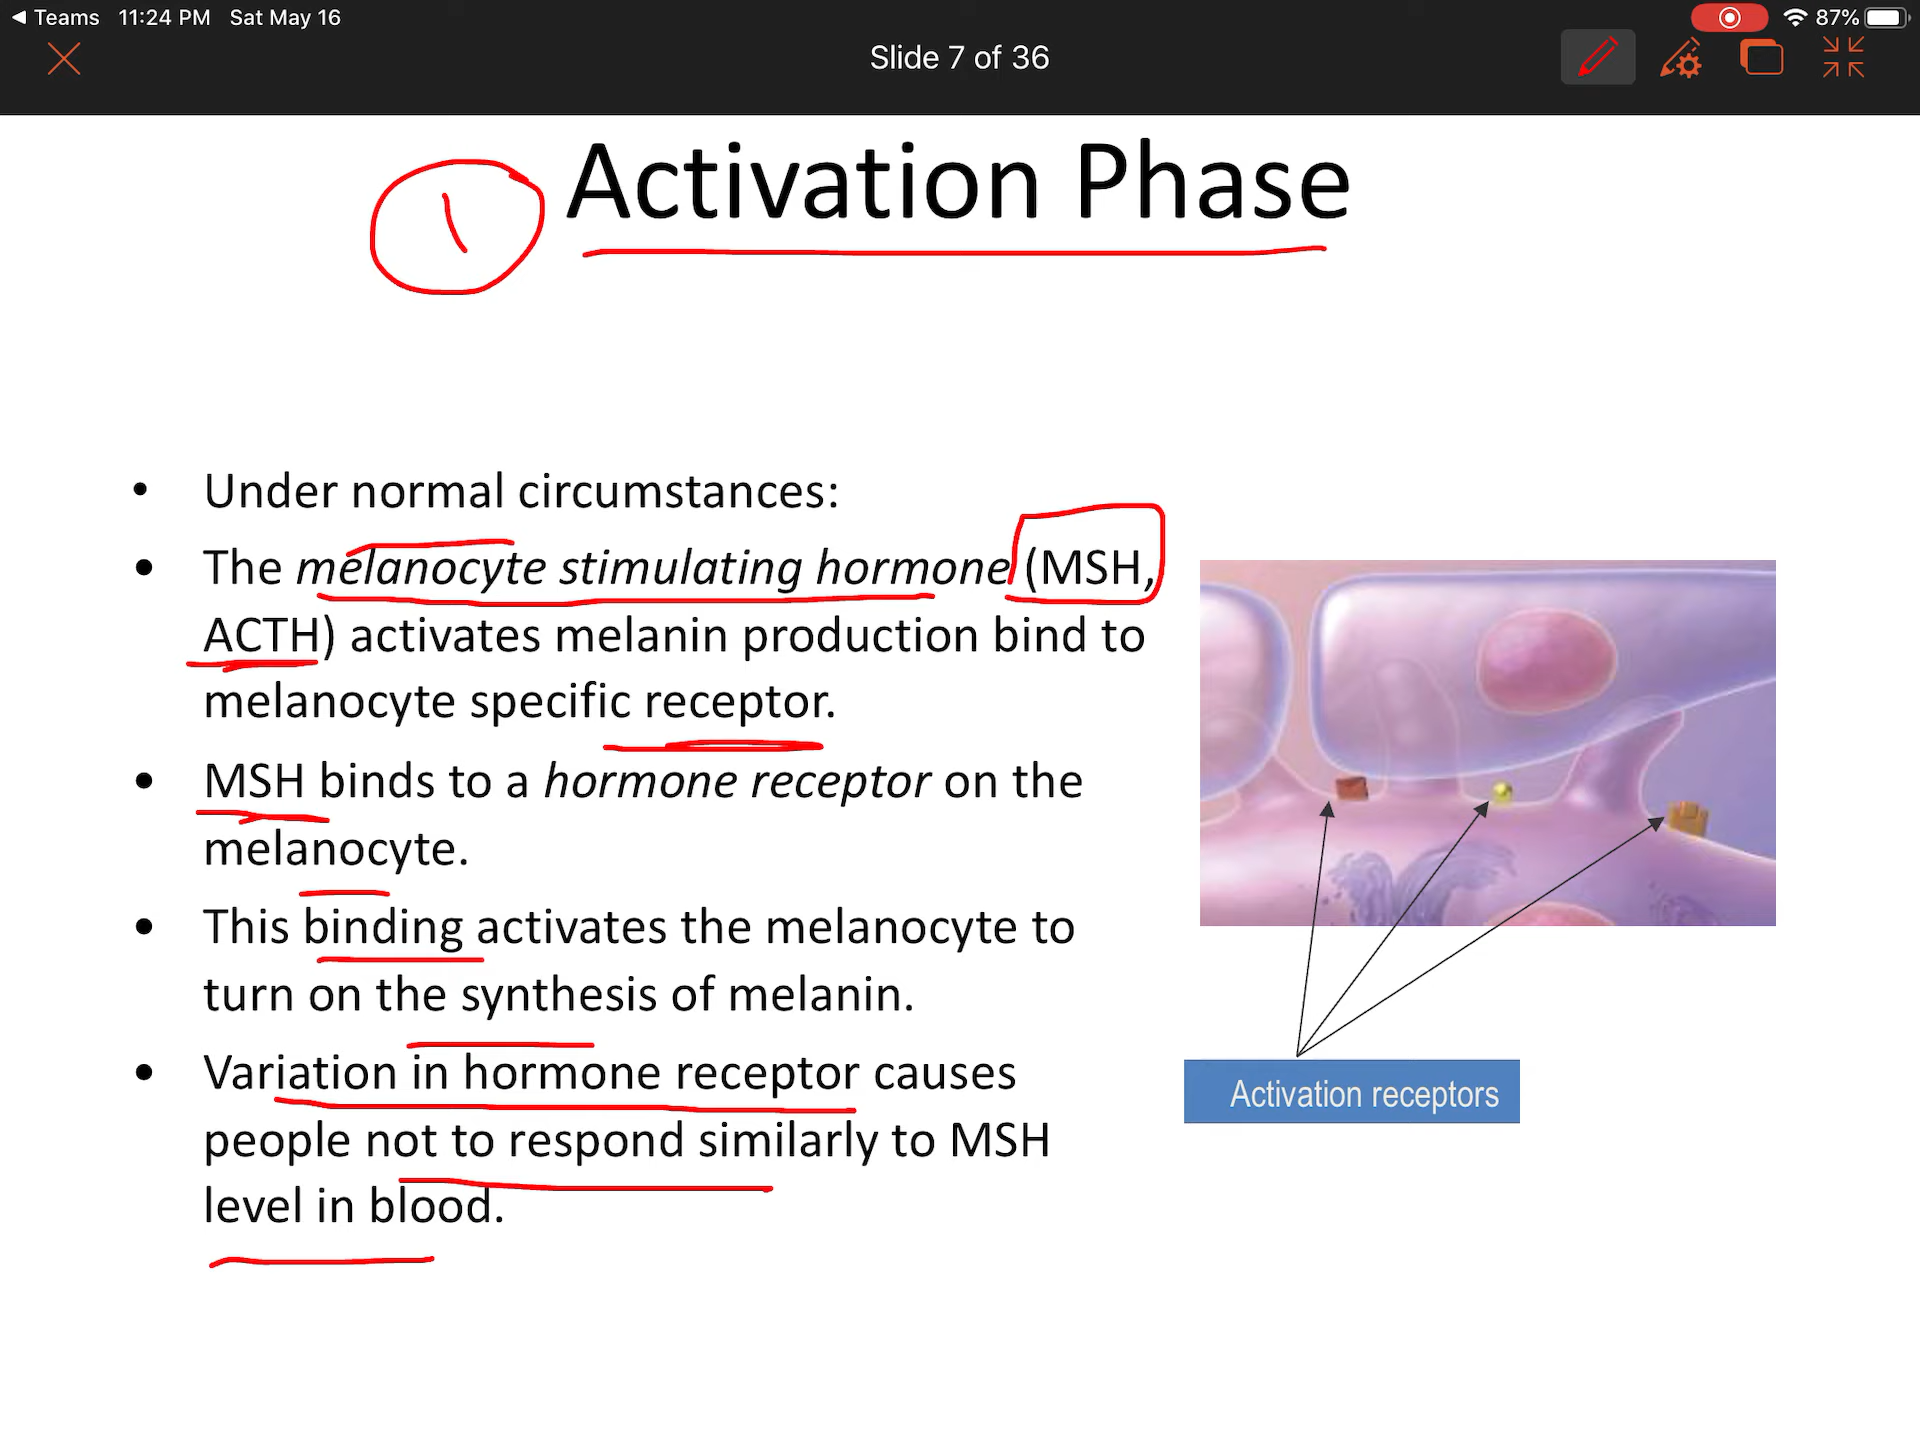 Teams 11:24 PM Sat May 16
87%
Slide 7 of 36
1
Activation Phase
• Under normal circumstances:
• The melanocyte stimulating hormone (MSH,
ACTH) activates melanin production bind to
melanocyte specific receptor.
• MSH binds to a hormone receptor on the
melanocyte.
• This binding activates the melanocyte to
turn on the synthesis of melanin.
• Variation in hormone receptor causes
people not to respond similarly to MSH
level in blood.
Activation receptors